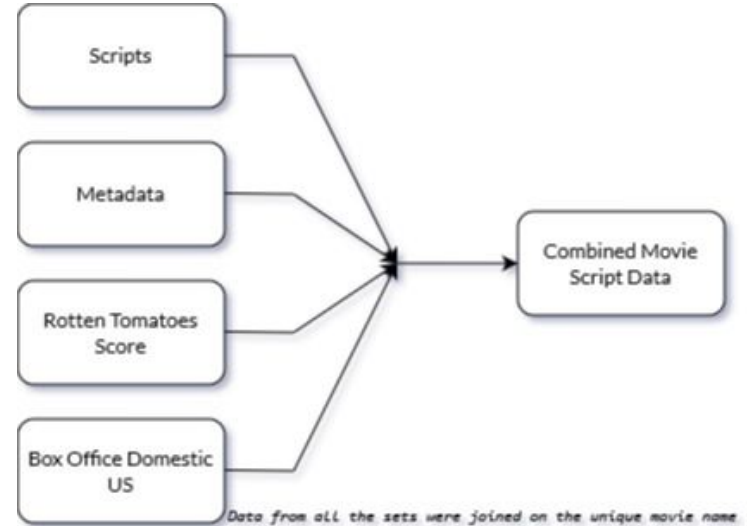 Scripts
Metadata
Rotten Tomatoes
Score
Box Office Domestic
US
Combined Movie
Script Data
Data from all the sets were joined on the unique movie name